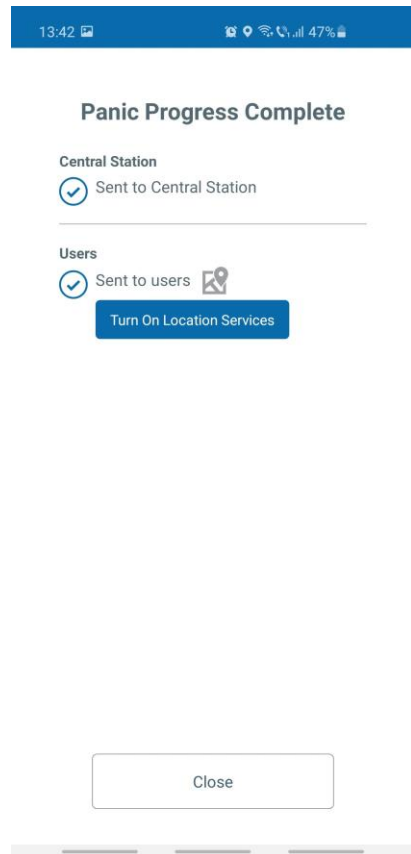 13:42 47%
Panic Progress Complete
Central Station
Sent to Central Station
Users
Sent to users
Turn On Location Services
Close